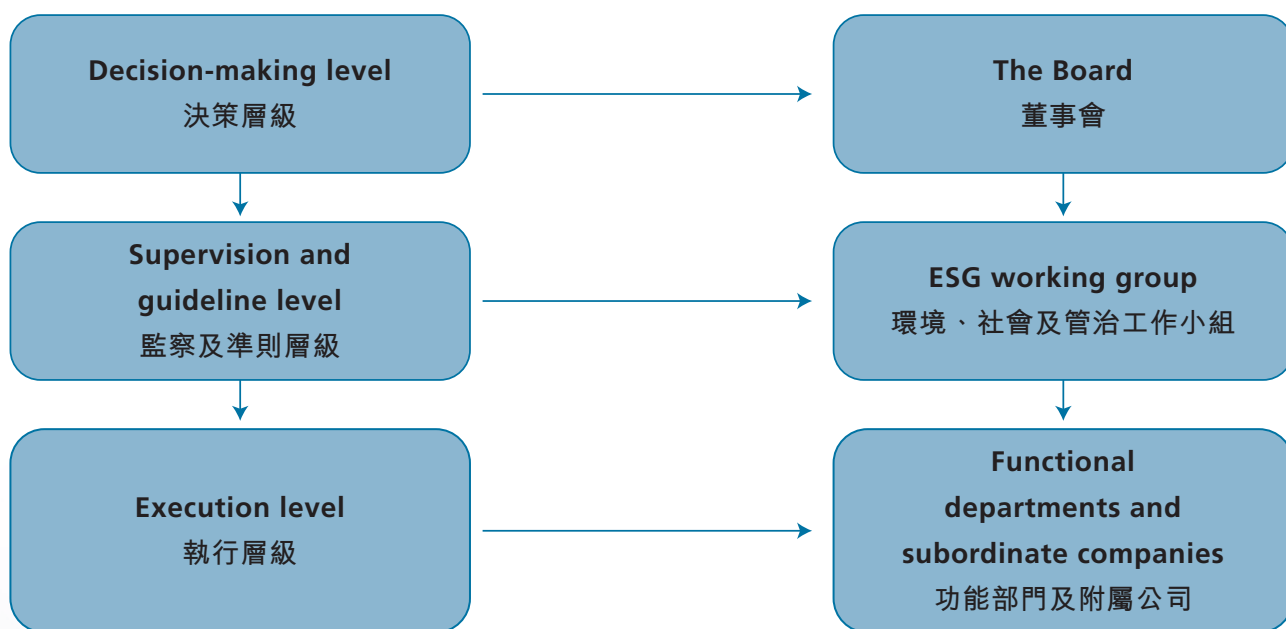 Decision-making level
決策層級
The Board
董事會
Supervision and
guideline level
監察及準則層級
ESG working group
環境、社會及管治工作小組
Execution level
執行層級
Functional
departments and
subordinate companies
功能部門及附屬公司